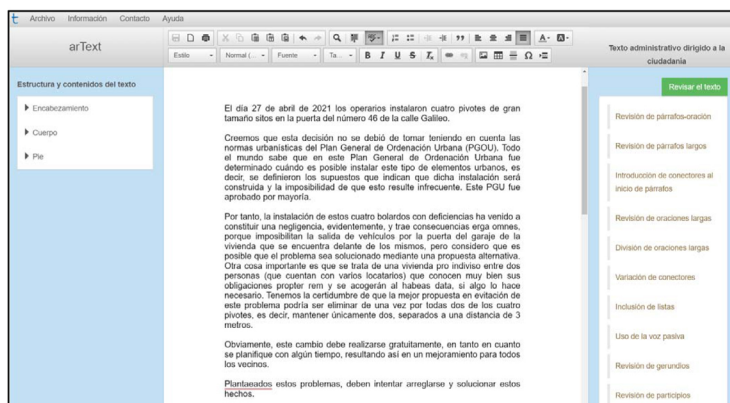 t Archivo Información Contacto Ayuda
arText
Estilo Normal (... Fuente Ta... B I U S Tx
Texto administrativo dirigido a la
ciudadanía
Estructura y contenidos del texto
Encabezamiento
Cuerpo
Pie
El día 27 de abril de 2021 los operarios instalaron cuatro pivotes de gran
tamaño sitos en la puerta del número 46 de la calle Galileo.
Creemos que esta decisión no se debió de tomar teniendo en cuenta las
normas urbanísticas del Plan General de Ordenación Urbana (PGOU). Todo
el mundo sabe que en este Plan General de Ordenación Urbana fue
determinado cuándo es posible instalar este tipo de elementos urbanos, es
decir, se definieron los supuestos que indican que dicha instalación será
construida y la imposibilidad de que esto resulte infrecuente. Este PGU fue
aprobado por mayoría.
Por tanto, la instalación de estos cuatro bolardos con deficiencias ha venido a
constituir una negligencia, evidentemente, y trae consecuencias erga omnes,
porque imposibilitan la salida de vehículos por la puerta del garaje de la
vivienda que se encuentra delante de los mismos, pero considero que es
posible que el problema sea solucionado mediante una propuesta alternativa.
Otra cosa importante es que se trata de una vivienda pro indiviso entre dos
personas (que cuentan con varios locatarios) que conocen muy bien sus
obligaciones propter rem y se acogerán al habeas data, si algo lo hace
necesario. Tenemos la certidumbre de que la mejor propuesta en evitación de
este problema podría ser eliminar de una vez por todas dos de los cuatro
pivotes, es decir, mantener únicamente dos, separados a una distancia de 3
metros.
Obviamente, este cambio debe realizarse gratuitamente, en tanto en cuanto
se planifique con algún tiempo, resultando así en un mejoramiento para todos
los vecinos.
Plantaeados estos problemas, deben intentar arreglarse y solucionar estos
hechos.
Revisar el texto
Revisión de párrafos-oración
Revisión de párrafos largos
Introducción de conectores al
inicio de párrafos
Revisión de oraciones largas
División de oraciones largas
Variación de conectores
Inclusión de listas
Uso de la voz pasiva
Revisión de gerundios
Revisión de participios